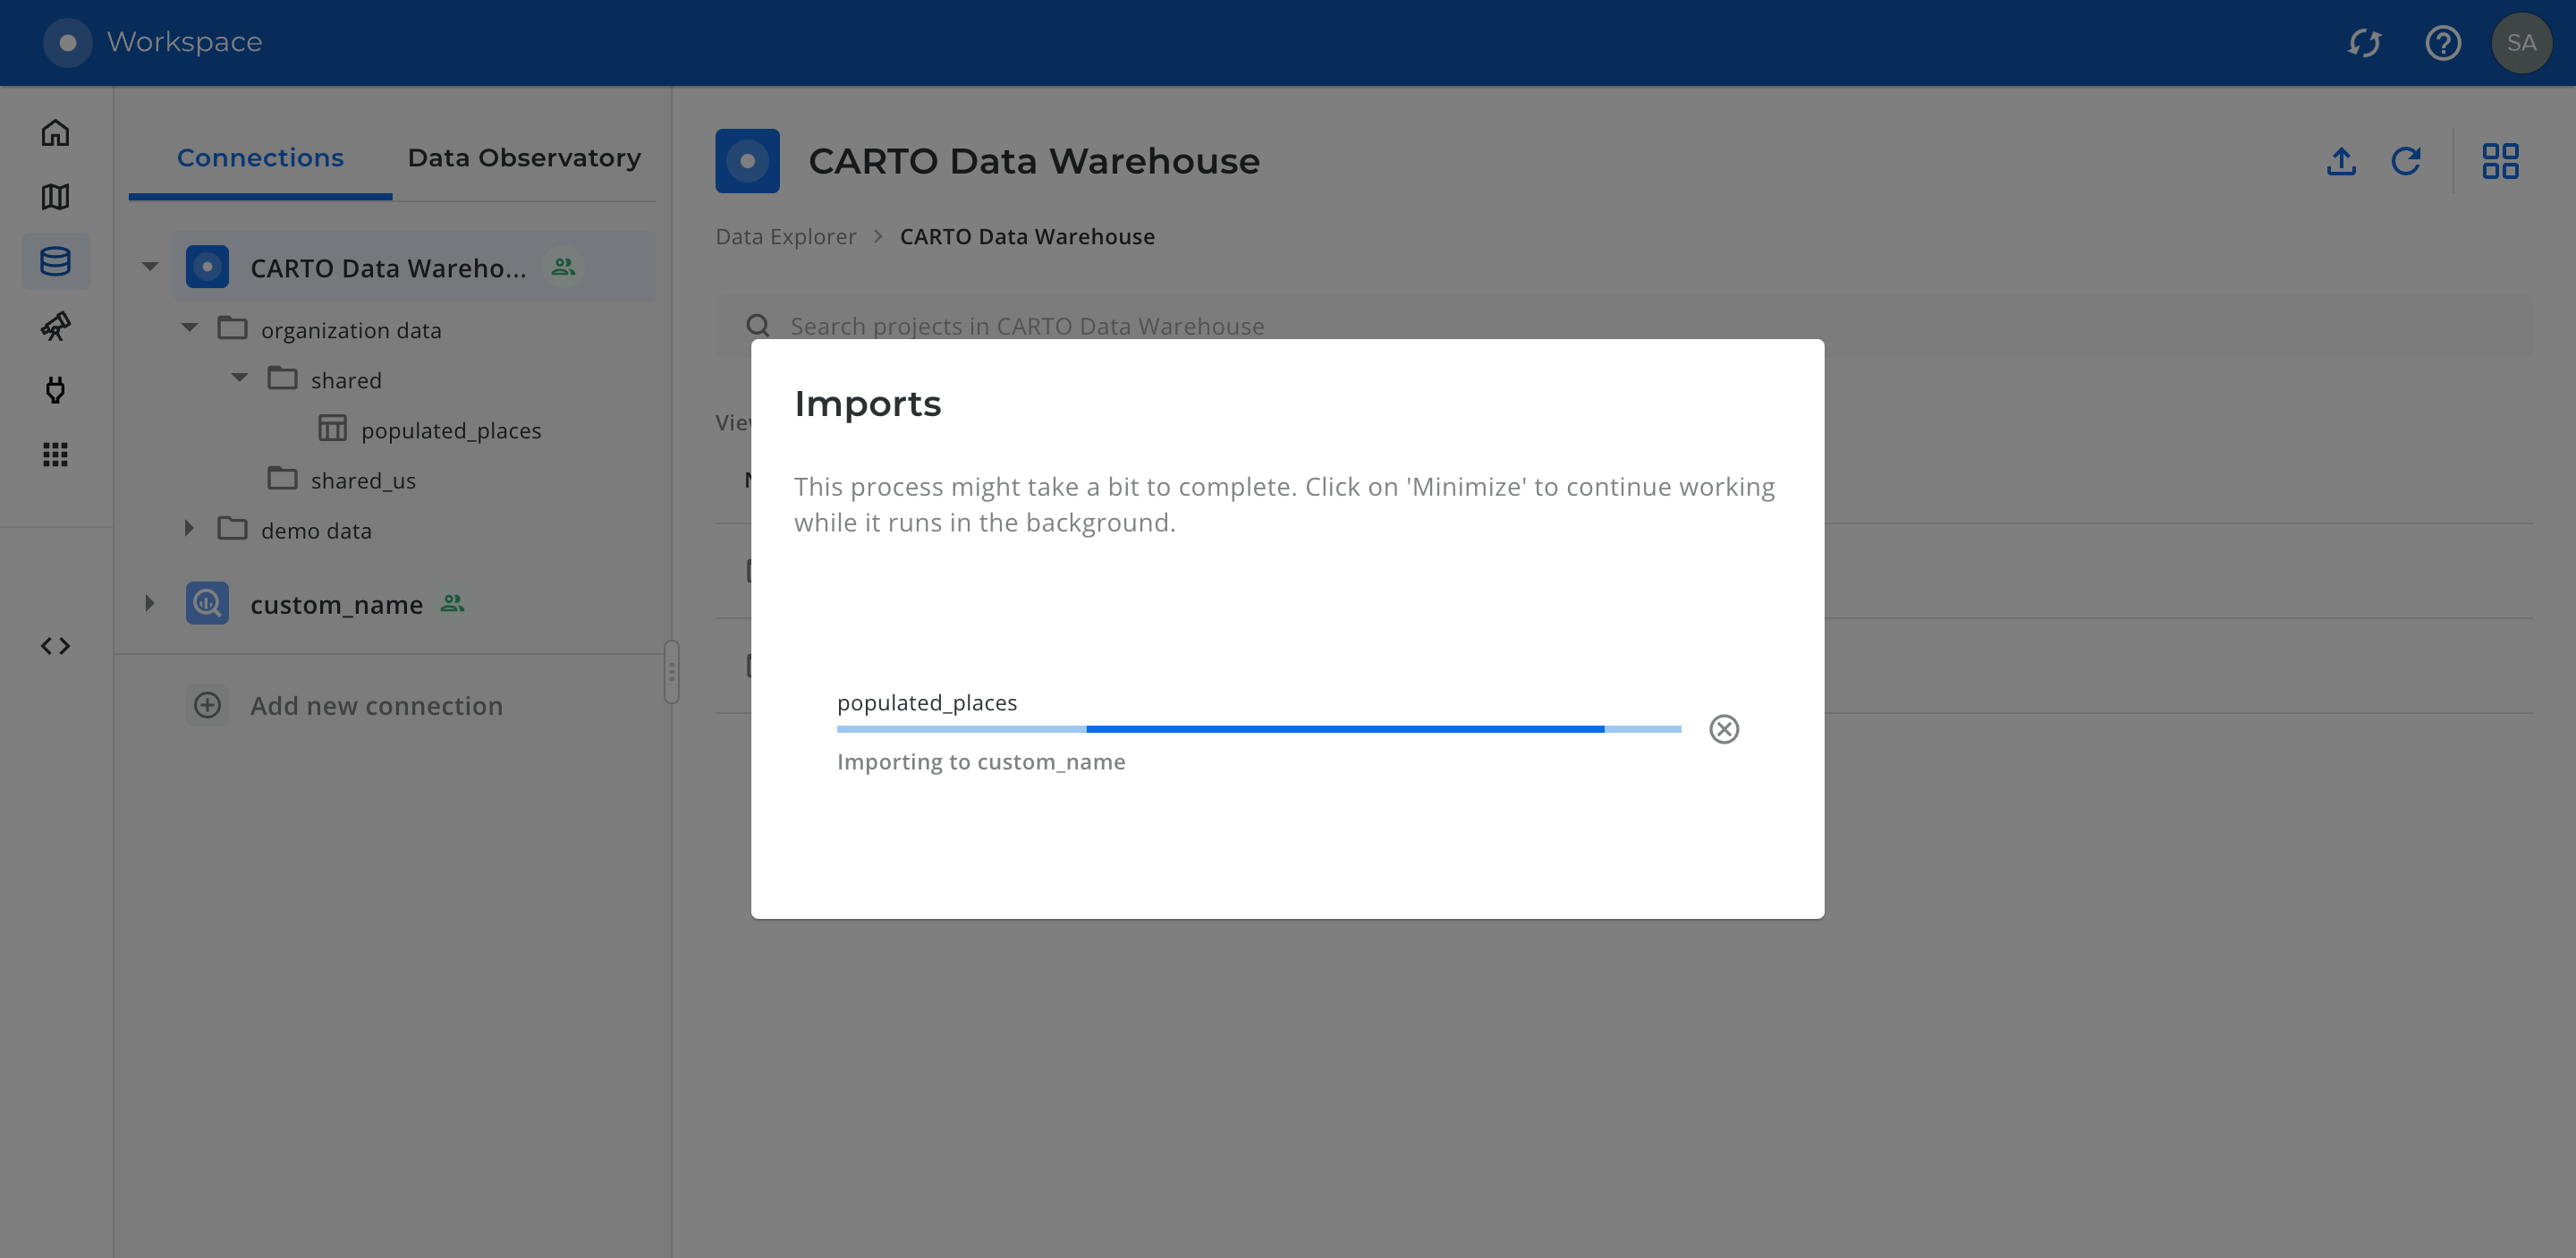 Workspace
SA
Connections
Data Observatory
CARTO Data Wareho...
organization data
shared
populated_places
shared_us
demo data
custom_name
Add new connection
CARTO Data Warehouse
Data Explorer > CARTO Data Warehouse
Search projects in CARTO Data Warehouse
Imports
This process might take a bit to complete. Click on 'Minimize' to continue working
while it runs in the background.
populated_places
Importing to custom_name